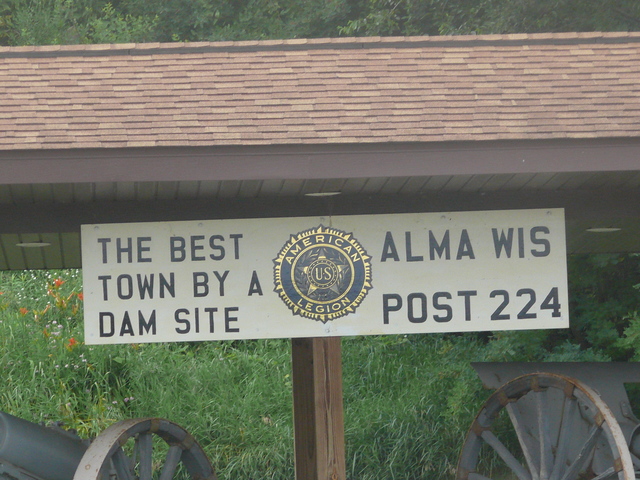 THE BEST
TOWN BY A
DAM SITE
AMERICAN
US
LEGION
ALMA WIS
POST 224